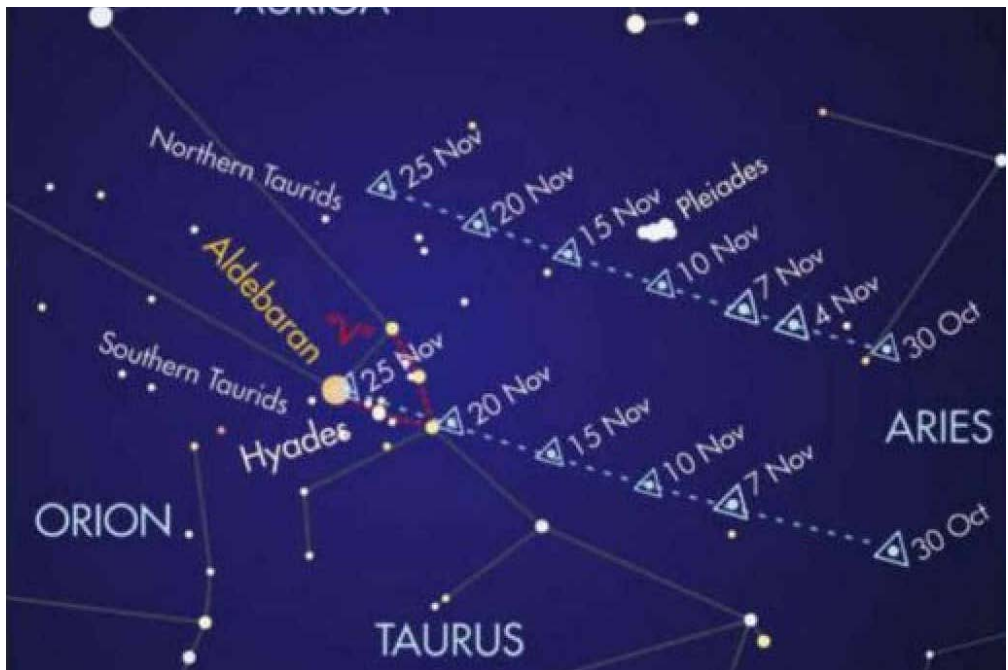 AURIGA
Northern Taurids
25 Nov
20 Nov
15 Nov
Pleiades
10 Nov
7 Nov
4 Nov
30 Oct
Aldebaran
"V"
Southern Taurids
25 Nov
Hyades
20 Nov
15 Nov
10 Nov
7 Nov
30 Oct
ARIES
ORION
TAURUS